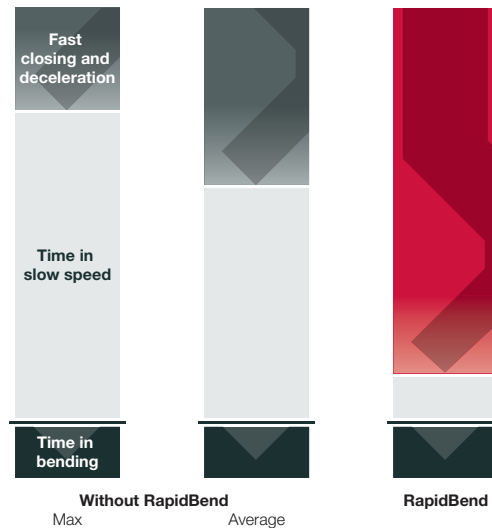 Fast
closing and
deceleration
Time in
slow speed
Time in
bending
Without RapidBend
RapidBend
Max
Average